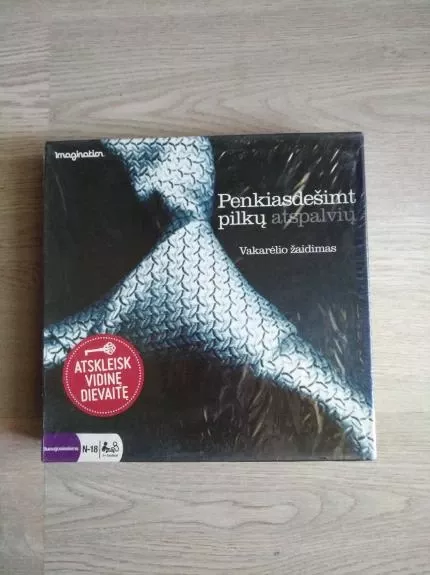 Imagination
Penkiasdešimt
pilkų atspalvių
Vakarėlio žaidimas
ATSKLEISK
VIDINĘ
DIEVAITĘ
N-18